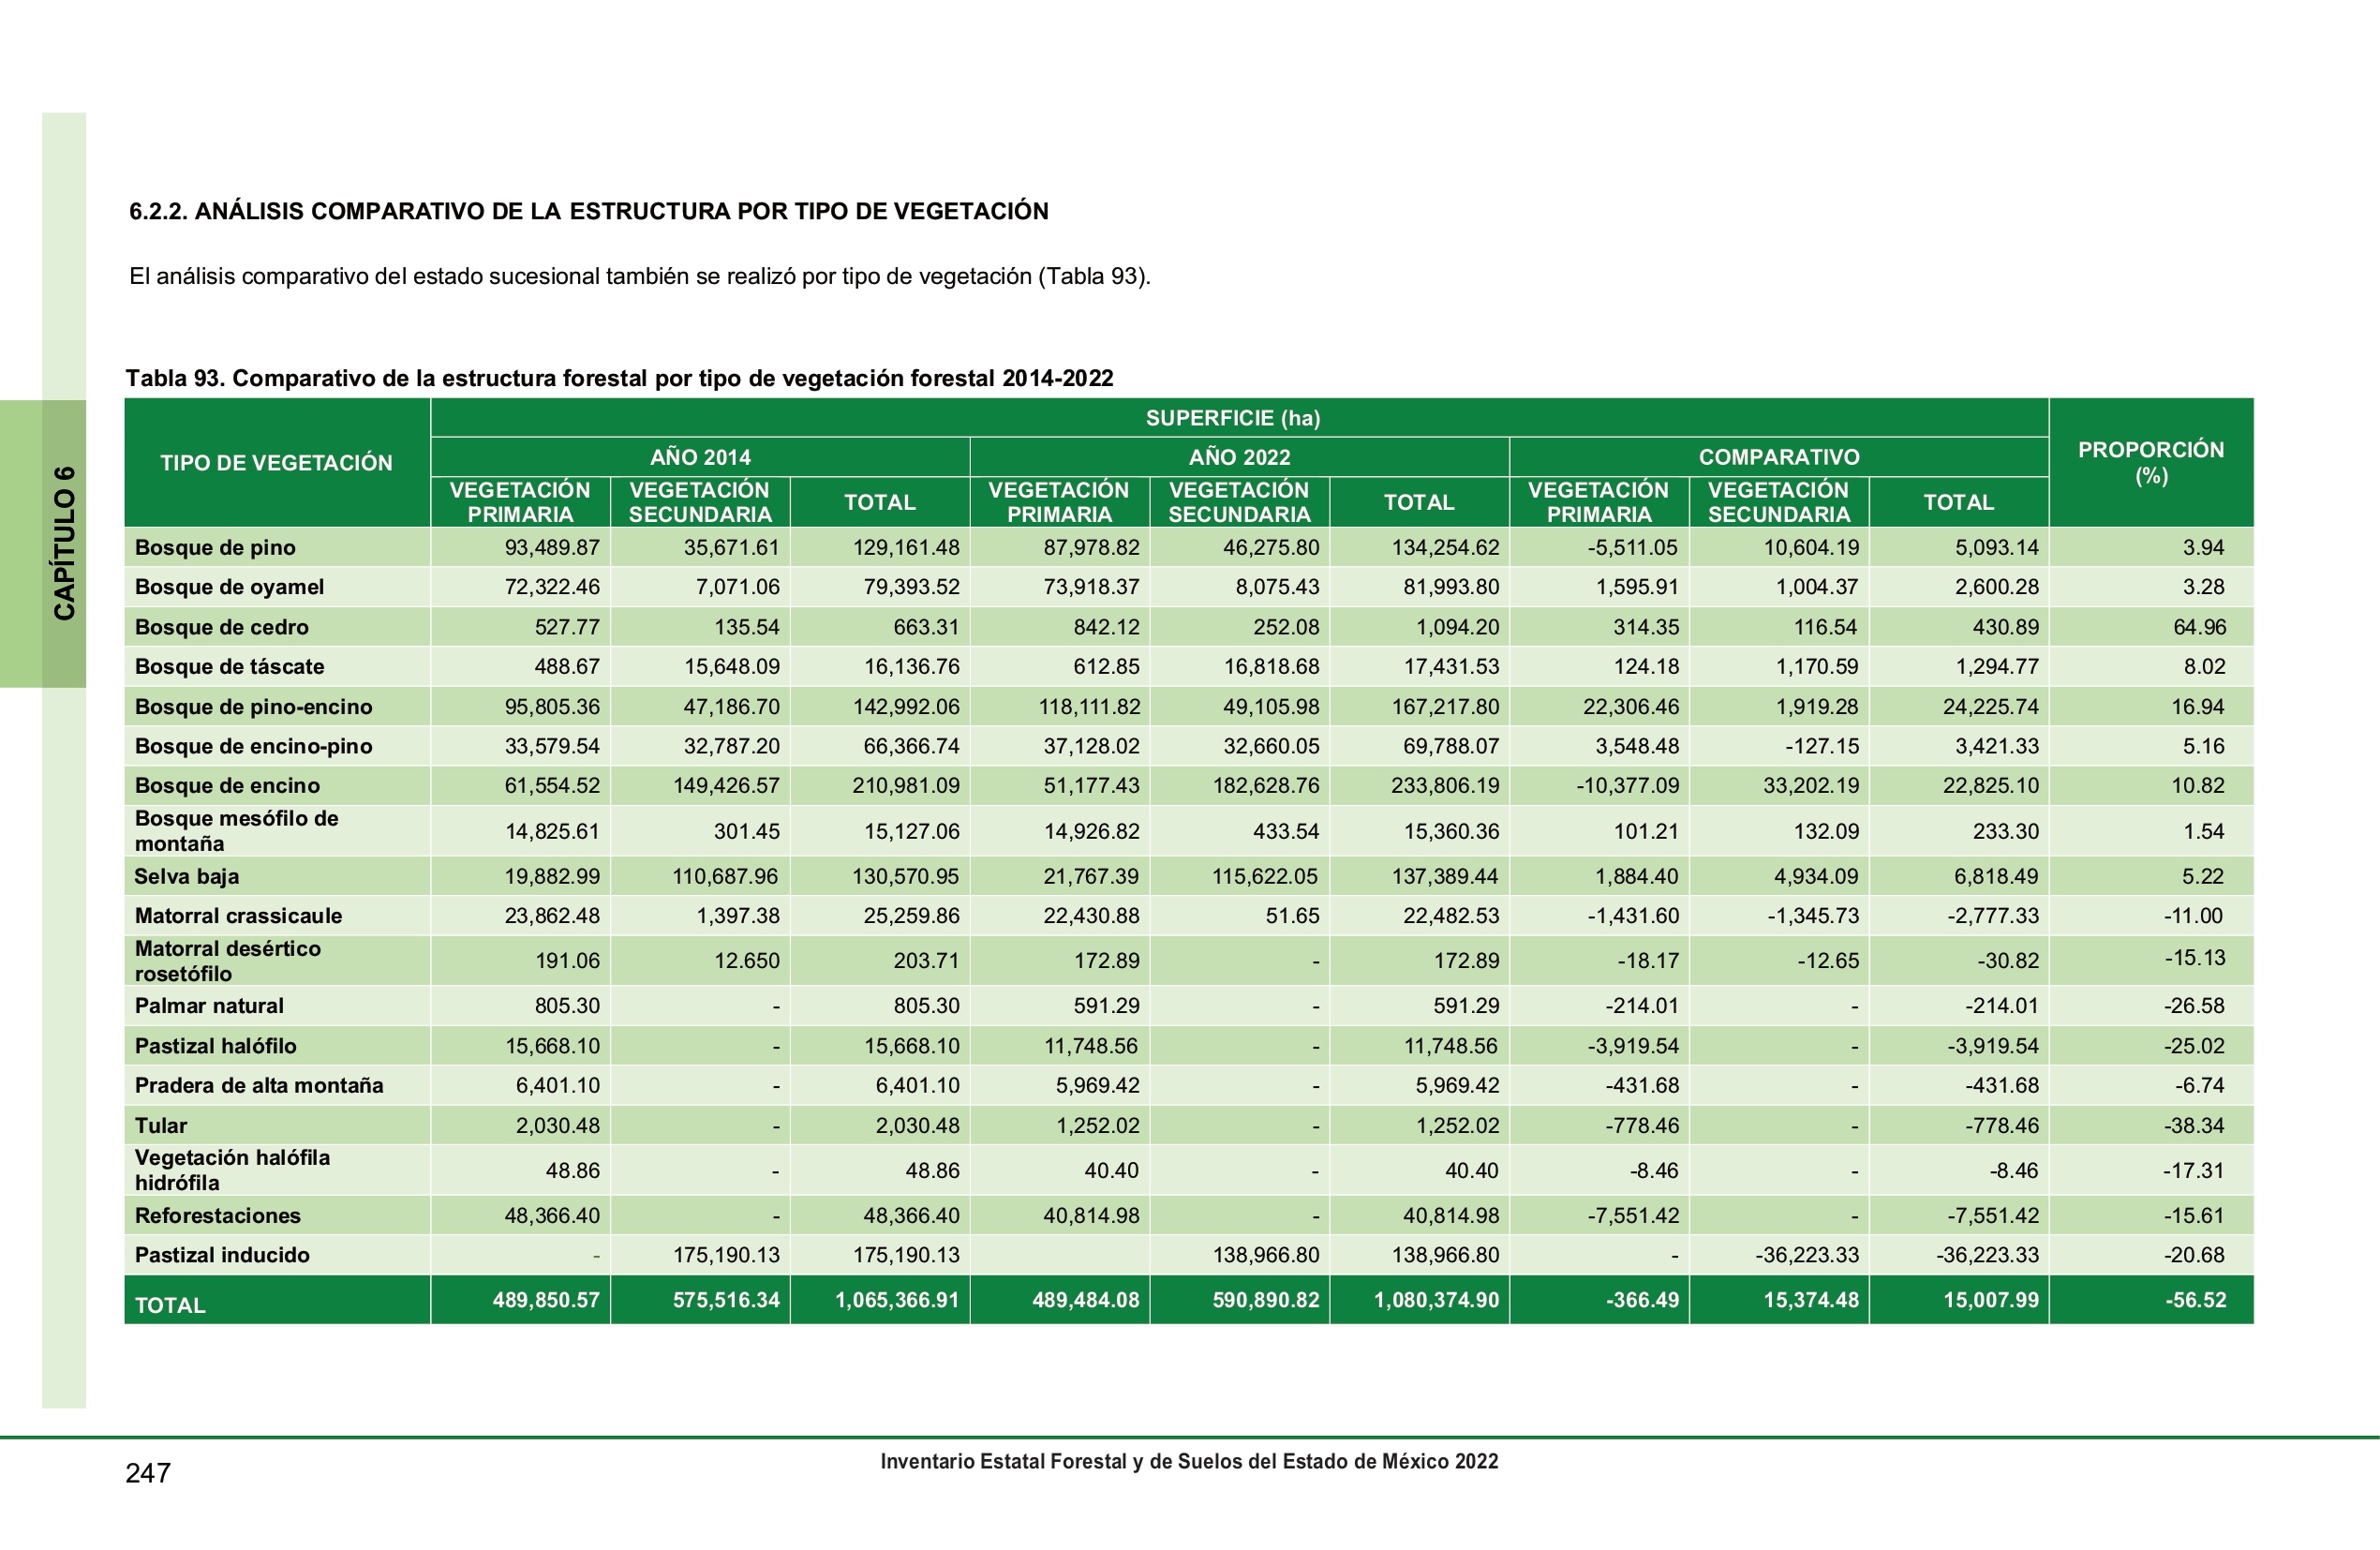 CAPÍTULO 6
6.2.2. ANÁLISIS COMPARATIVO DE LA ESTRUCTURA POR TIPO DE VEGETACIÓN
El análisis comparativo del estado sucesional también se realizó por tipo de vegetación (Tabla 93).
Tabla 93. Comparativo de la estructura forestal por tipo de vegetación forestal 2014-2022
TIPO DE VEGETACIÓN SUPERFICIE (ha) PROPORCIÓN (%)
AÑO 2014 AÑO 2022 COMPARATIVO
VEGETACIÓN PRIMARIA VEGETACIÓN SECUNDARIA TOTAL VEGETACIÓN PRIMARIA VEGETACIÓN SECUNDARIA TOTAL VEGETACIÓN PRIMARIA VEGETACIÓN SECUNDARIA TOTAL
Bosque de pino 93,489.87 35,671.61 129,161.48 87,978.82 46,275.80 134,254.62 -5,511.05 10,604.19 5,093.14 3.94
Bosque de oyamel 72,322.46 7,071.06 79,393.52 73,918.37 8,075.43 81,993.80 1,595.91 1,004.37 2,600.28 3.28
Bosque de cedro 527.77 135.54 663.31 842.12 252.08 1,094.20 314.35 116.54 430.89 64.96
Bosque de táscate 488.67 15,648.09 16,136.76 612.85 16,818.68 17,431.53 124.18 1,170.59 1,294.77 8.02
Bosque de pino-encino 95,805.36 47,186.70 142,992.06 118,111.82 49,105.98 167,217.80 22,306.46 1,919.28 24,225.74 16.94
Bosque de encino-pino 33,579.54 32,787.20 66,366.74 37,128.02 32,660.05 69,788.07 3,548.48 -127.15 3,421.33 5.16
Bosque de encino 61,554.52 149,426.57 210,981.09 51,177.43 182,628.76 233,806.19 -10,377.09 33,202.19 22,825.10 10.82
Bosque mesófilo de montaña 14,825.61 301.45 15,127.06 14,926.82 433.54 15,360.36 101.21 132.09 233.30 1.54
Selva baja 19,882.99 110,687.96 130,570.95 21,767.39 115,622.05 137,389.44 1,884.40 4,934.09 6,818.49 5.22
Matorral crassicaule 23,862.48 1,397.38 25,259.86 22,430.88 51.65 22,482.53 -1,431.60 -1,345.73 -2,777.33 -11.00
Matorral desértico rosetófilo 191.06 12.650 203.71 172.89 - 172.89 -18.17 -12.65 -30.82 -15.13
Palmar natural 805.30 - 805.30 591.29 - 591.29 -214.01 - -214.01 -26.58
Pastizal halófilo 15,668.10 - 15,668.10 11,748.56 - 11,748.56 -3,919.54 - -3,919.54 -25.02
Pradera de alta montaña 6,401.10 - 6,401.10 5,969.42 - 5,969.42 -431.68 - -431.68 -6.74
Tular 2,030.48 - 2,030.48 1,252.02 - 1,252.02 -778.46 - -778.46 -38.34
Vegetación halófila hidrófila 48.86 - 48.86 40.40 - 40.40 -8.46 - -8.46 -17.31
Reforestaciones 48,366.40 - 48,366.40 40,814.98 - 40,814.98 -7,551.42 - -7,551.42 -15.61
Pastizal inducido - 175,190.13 175,190.13 138,966.80 138,966.80 - -36,223.33 -36,223.33 -20.68
TOTAL 489,850.57 575,516.34 1,065,366.91 489,484.08 590,890.82 1,080,374.90 -366.49 15,374.48 15,007.99 -56.52
Inventario Estatal Forestal y de Suelos del Estado de México 2022
247